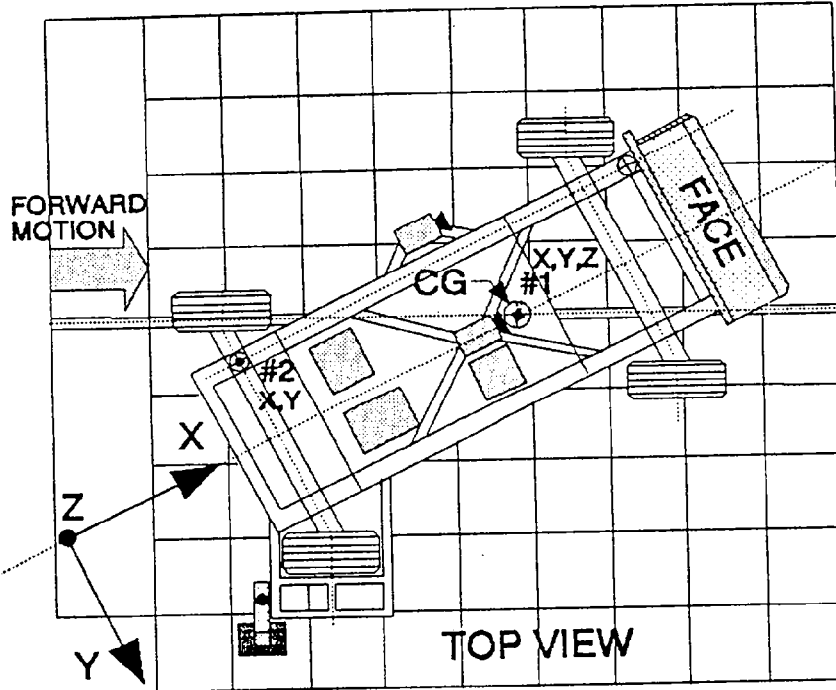 FORWARD
MOTION
FACE
X,Y,Z
CG
#1
#2
X,Y
X
Z
Y
TOP VIEW